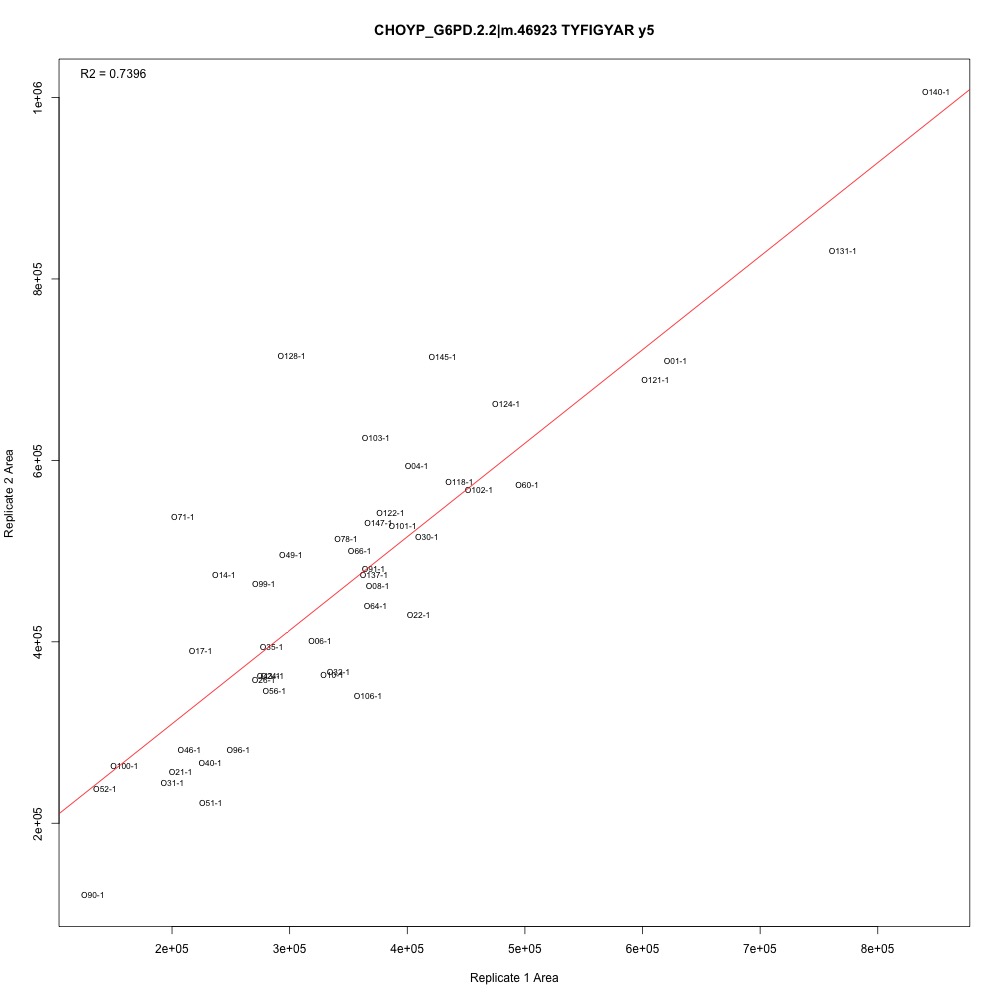 CHOYP_G6PD.2.2|m.46923 TYFIGYAR y5
R2 = 0.7396
1e+06
8e+05
6e+05
4e+05
2e+05
Replicate 2 Area
O140-1
O131-1
O128-1
O145-1
O01-1
O121-1
O124-1
O103-1
O04-1
O118-1
O102-1
O60-1
O71-1
O122-1
O147-1
O101-1
O30-1
O78-1
O66-1
O49-1
O91-1
O14-1
O137-1
O99-1
O08-1
O64-1
O22-1
O06-1
O35-1
O17-1
O32-1
O26-1
O56-1
O106-1
O46-1
O96-1
O40-1
O100-1
O21-1
O31-1
O52-1
O51-1
O90-1
2e+05 3e+05 4e+05 5e+05 6e+05 7e+05 8e+05
Replicate 1 Area